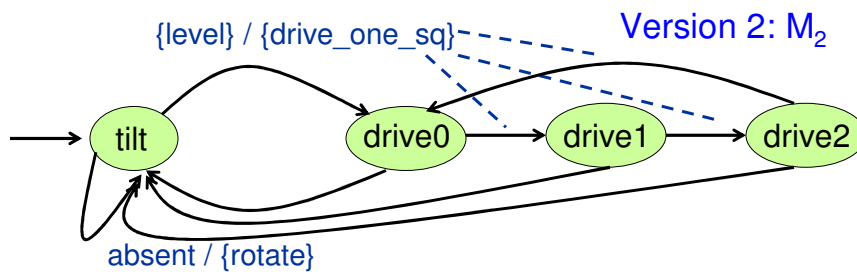 Version 2: M2
{level} / {drive_one_sq}
tilt
drive0
drive1
drive2
absent / {rotate}